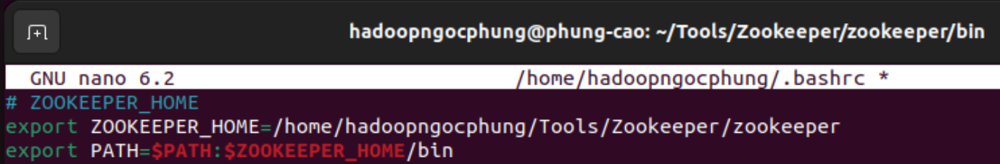 hadoopngocphung@phung-cao: ~/Tools/Zookeeper/zookeeper/bin
GNU nano 6.2 /home/hadoopngocphung/.bashrc *
# ZOOKEEPER_HOME
export ZOOKEEPER_HOME=/home/hadoopngocphung/Tools/Zookeeper/zookeeper
export PATH=$PATH:$ZOOKEEPER_HOME/bin